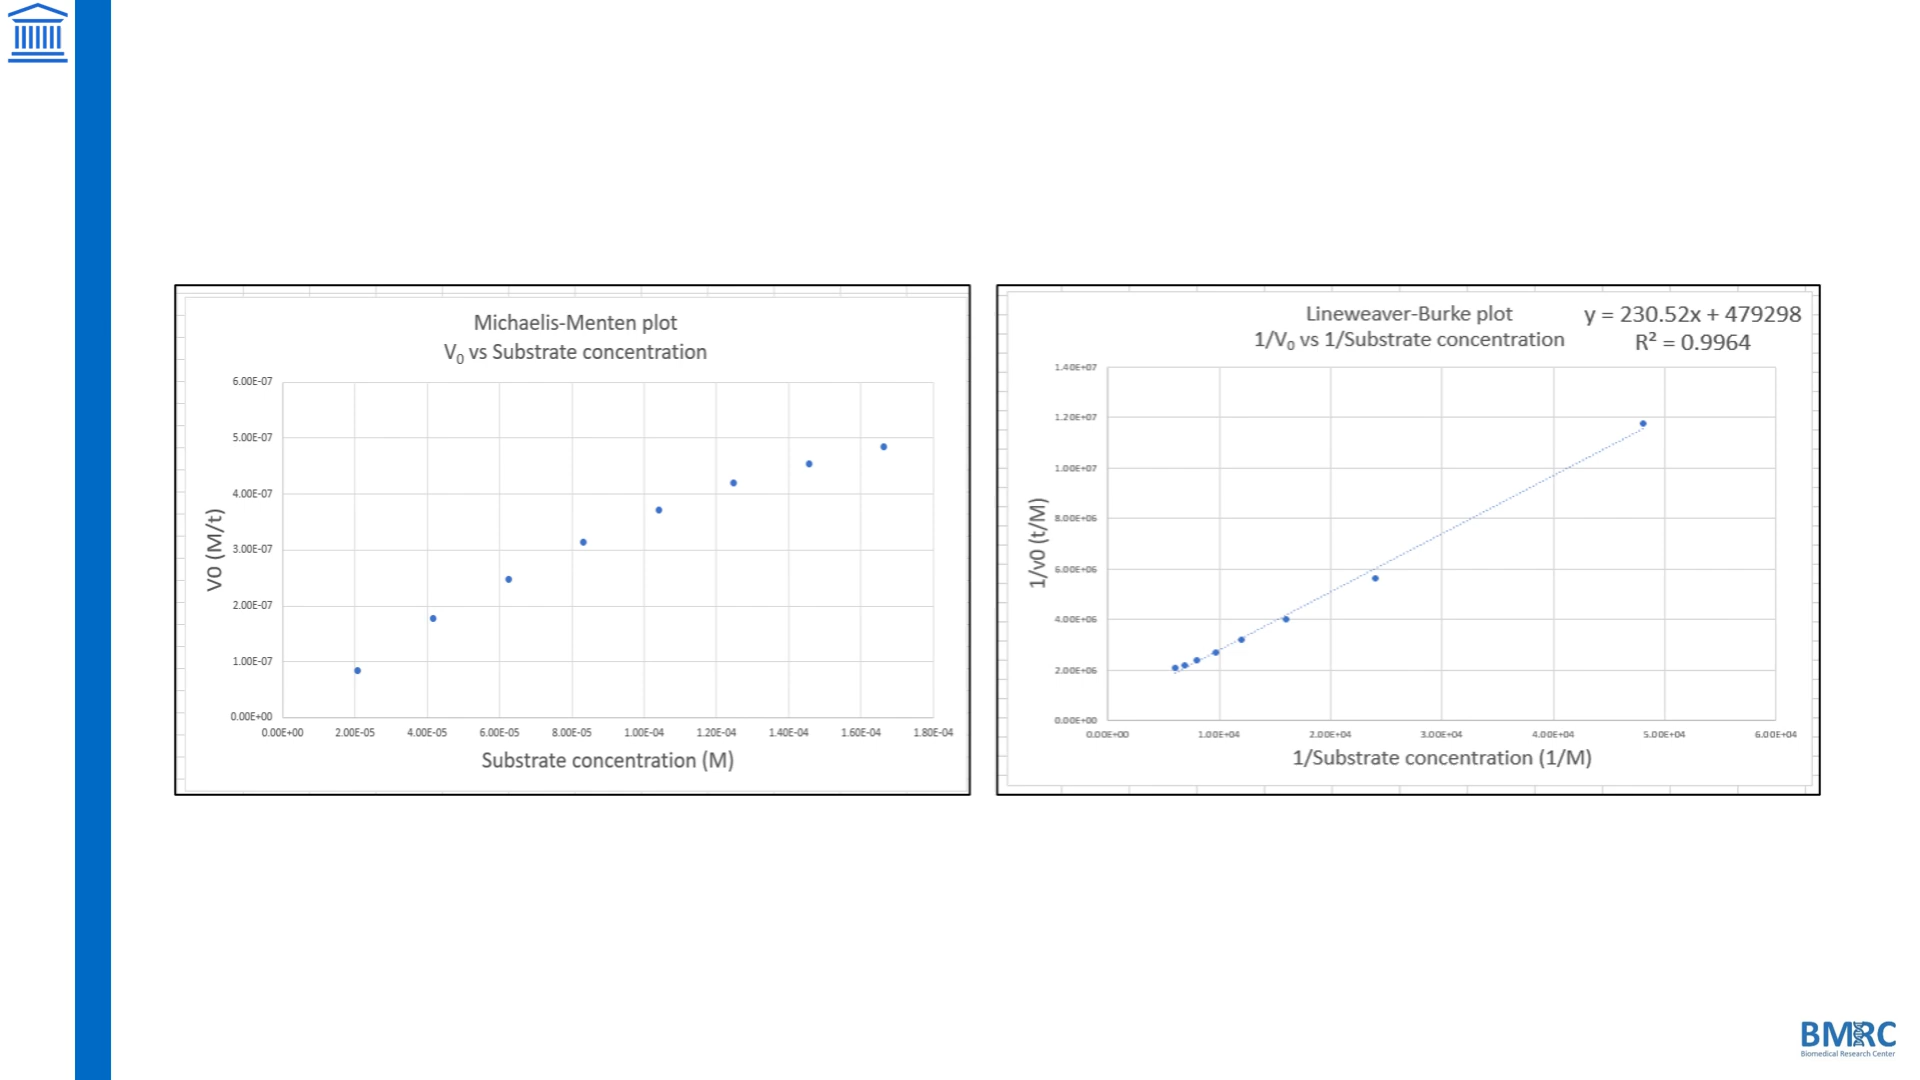 Michaelis-Menten plot
V₀ vs Substrate concentration
6.00E-07
5.00E-07
4.00E-07
3.00E-07
2.00E-07
1.00E-07
0.00E+00
V0 (M/t)
0.00E+00 2.00E-05 4.00E-05 6.00E-05 8.00E-05 1.00E-04 1.20E-04 1.40E-04 1.60E-04 1.80E-04
Substrate concentration (M)
Lineweaver-Burke plot
1/V₀ vs 1/Substrate concentration
y = 230.52x + 479298
R² = 0.9964
1.40E+07
1.20E+07
1.00E+07
8.00E+06
6.00E+06
4.00E+06
2.00E+06
0.00E+00
1/v0 (t/M)
0.00E+00 1.00E+04 2.00E+04 3.00E+04 4.00E+04 5.00E+04 6.00E+04
1/Substrate concentration (1/M)
BMRC
Biomedical Research Center